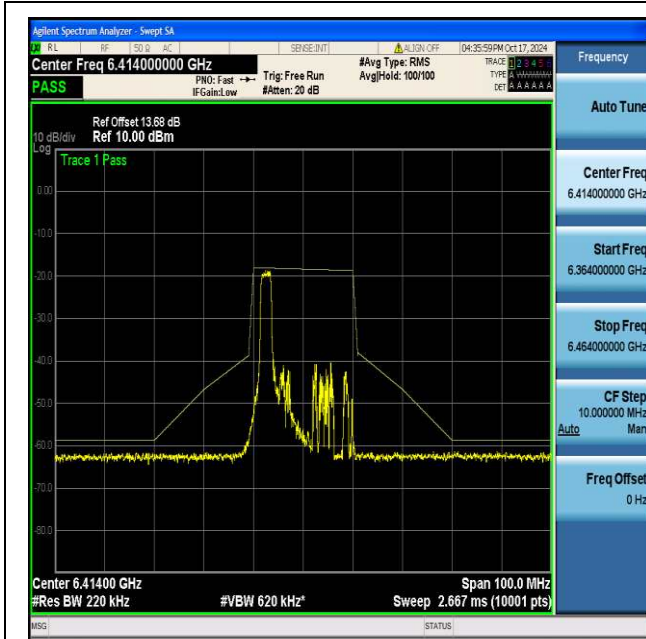 Agilent Spectrum Analyzer - Swept SA
RL RF 50 Ω AC SENSE:INT ALIGN OFF 04:35:59 PM Oct 17, 2024
Center Freq 6.414000000 GHz #Avg Type: RMS TRACE 1 2 3 4 5 6
PASS PNO: Fast Trig: Free Run Avg|Hold: 100/100 TYPE A
IFGain:Low #Atten: 20 dB DET A A A A A A
Ref Offset 13.68 dB
10 dB/div Ref 10.00 dBm
Log
Trace 1 Pass
0.00
-10.0
-20.0
-30.0
-40.0
-50.0
-60.0
-70.0
-80.0
Center 6.41400 GHz Span 100.0 MHz
#Res BW 220 kHz #VBW 620 kHz* Sweep 2.667 ms (10001 pts)
MSG STATUS
Frequency
Auto Tune
Center Freq
6.414000000 GHz
Start Freq
6.364000000 GHz
Stop Freq
6.464000000 GHz
CF Step
10.000000 MHz
Auto Man
Freq Offset
0 Hz